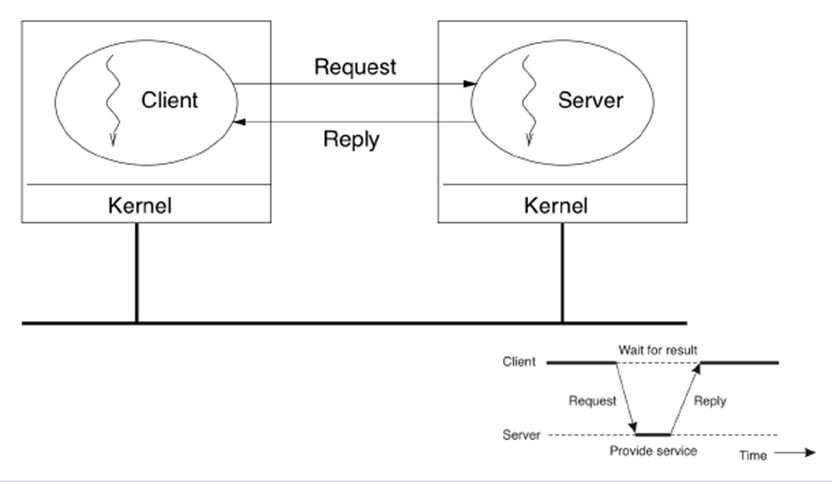 Request
Client
Server
Reply
Kernel
Kernel
Wait for result
Client
Request
Reply
Server
Provide service
Time